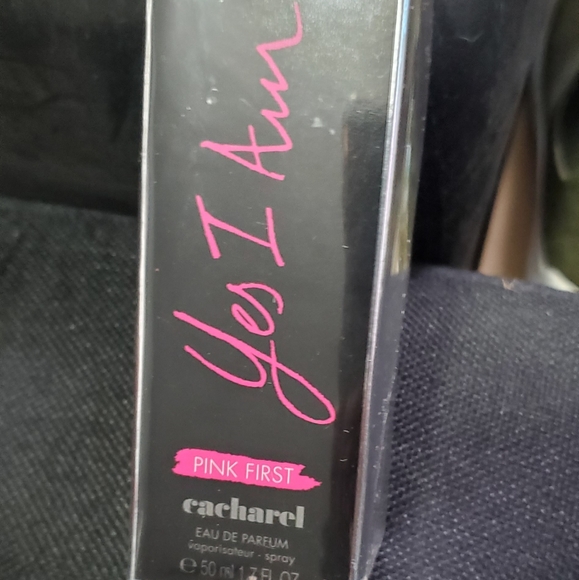 Yes I Am
PINK FIRST
cacharel
EAU DE PARFUM
vaporisateur - spray
℮ 50 ml 1.7 FL.OZ